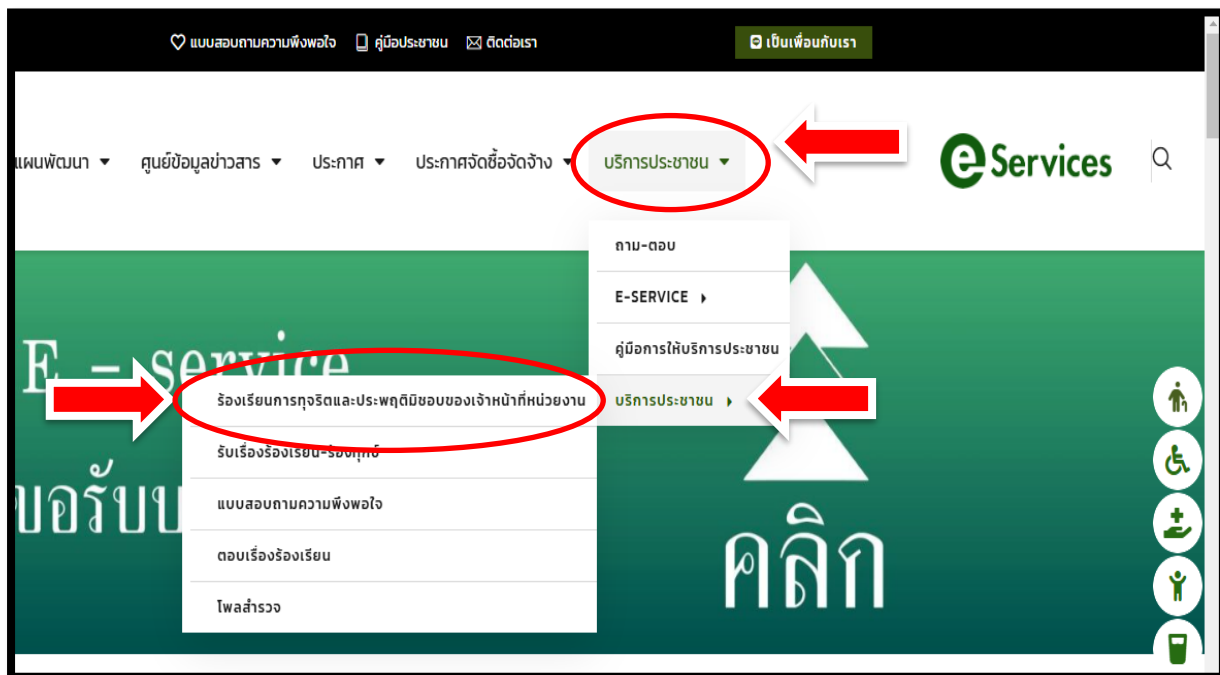 แบบสอบถามความพึงพอใจ คู่มือประชาชน ติดต่อเรา เป็นเพื่อนกับเรา
แผนพัฒนา ศูนย์ข้อมูลข่าวสาร ประกาศ ประกาศจัดซื้อจัดจ้าง บริการประชาชน e Services
ถาม-ตอบ
E-SERVICE
คู่มือการให้บริการประชาชน
บริการประชาชน
E – service
ร้องเรียนการทุจริตและประพฤติมิชอบของเจ้าหน้าที่หน่วยงาน
รับเรื่องร้องเรียน-ร้องทุกข์
แบบสอบถามความพึงพอใจ
ตอบเรื่องร้องเรียน
โพลสำรวจ
คลิก